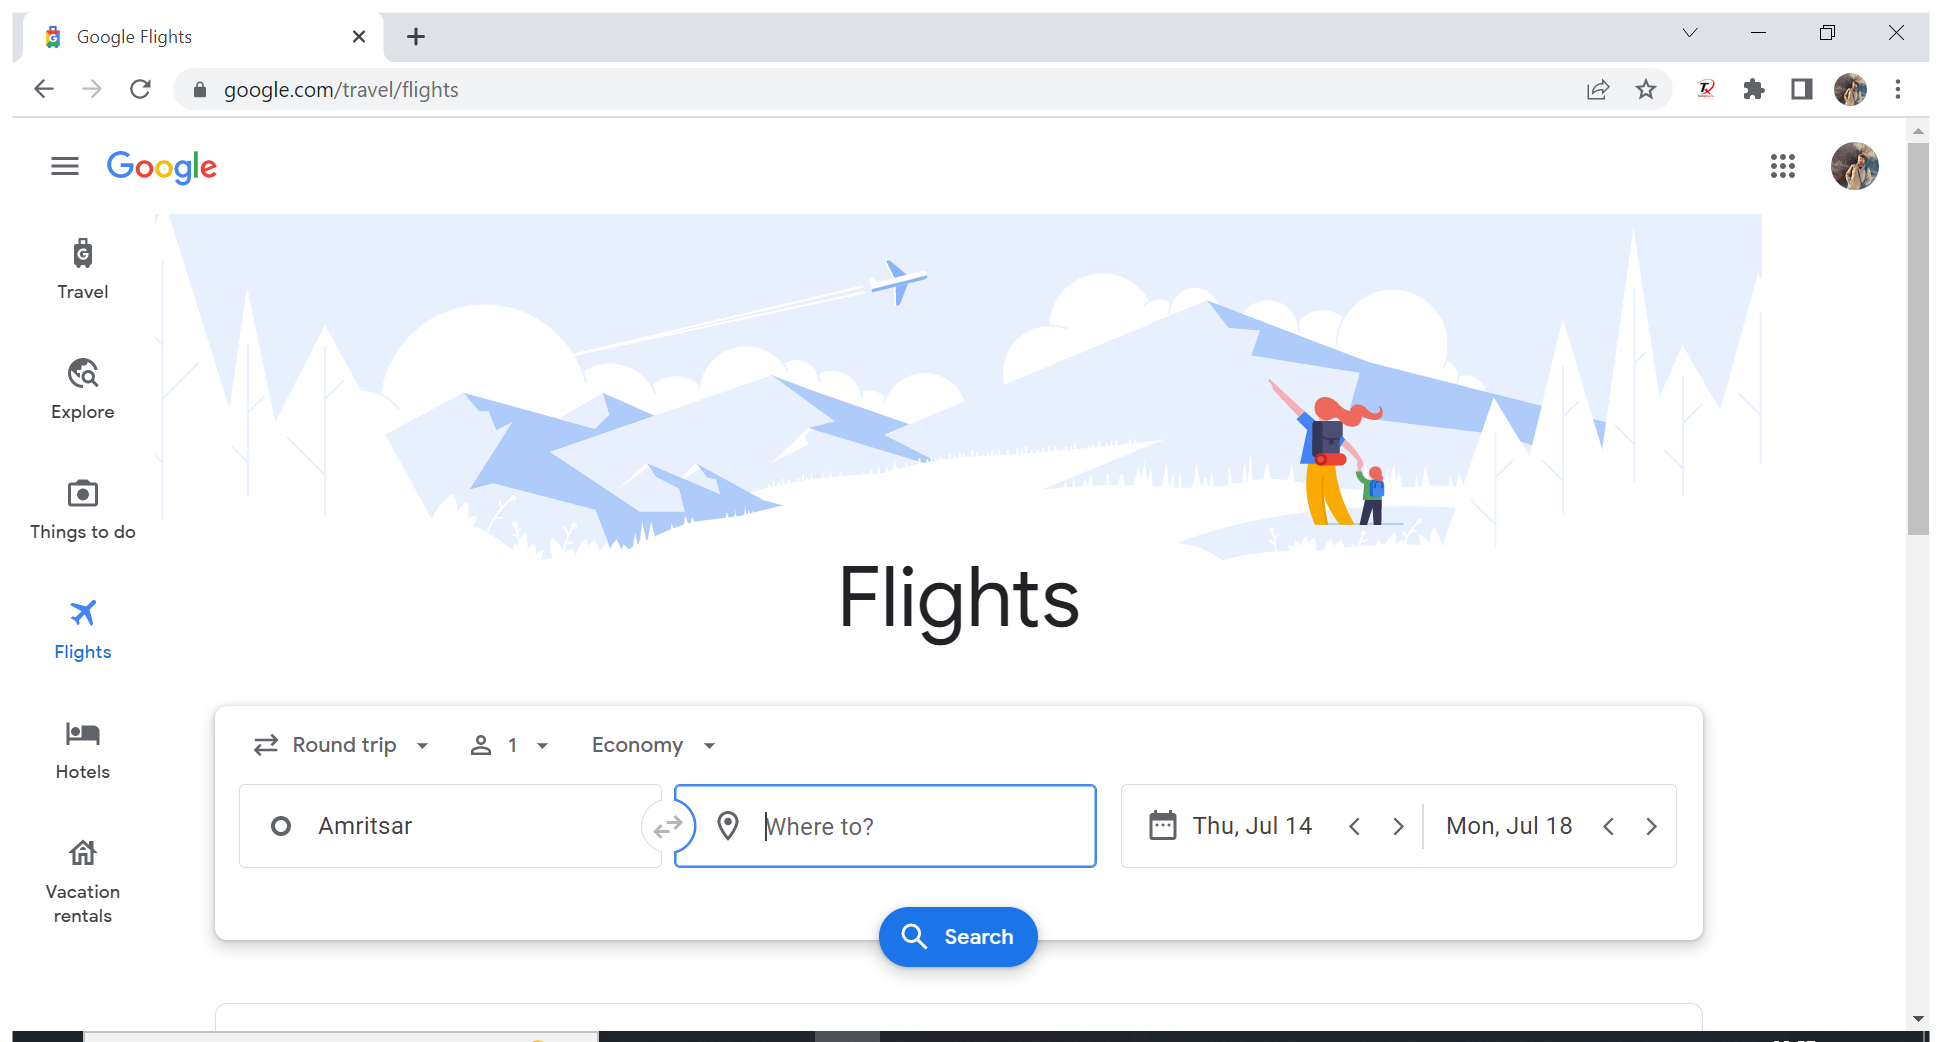 Google Flights
google.com/travel/flights
Google
Travel
Explore
Things to do
Flights
Hotels
Vacation
rentals
Flights
Round trip 1 Economy
Amritsar Where to? Thu, Jul 14 Mon, Jul 18
Search